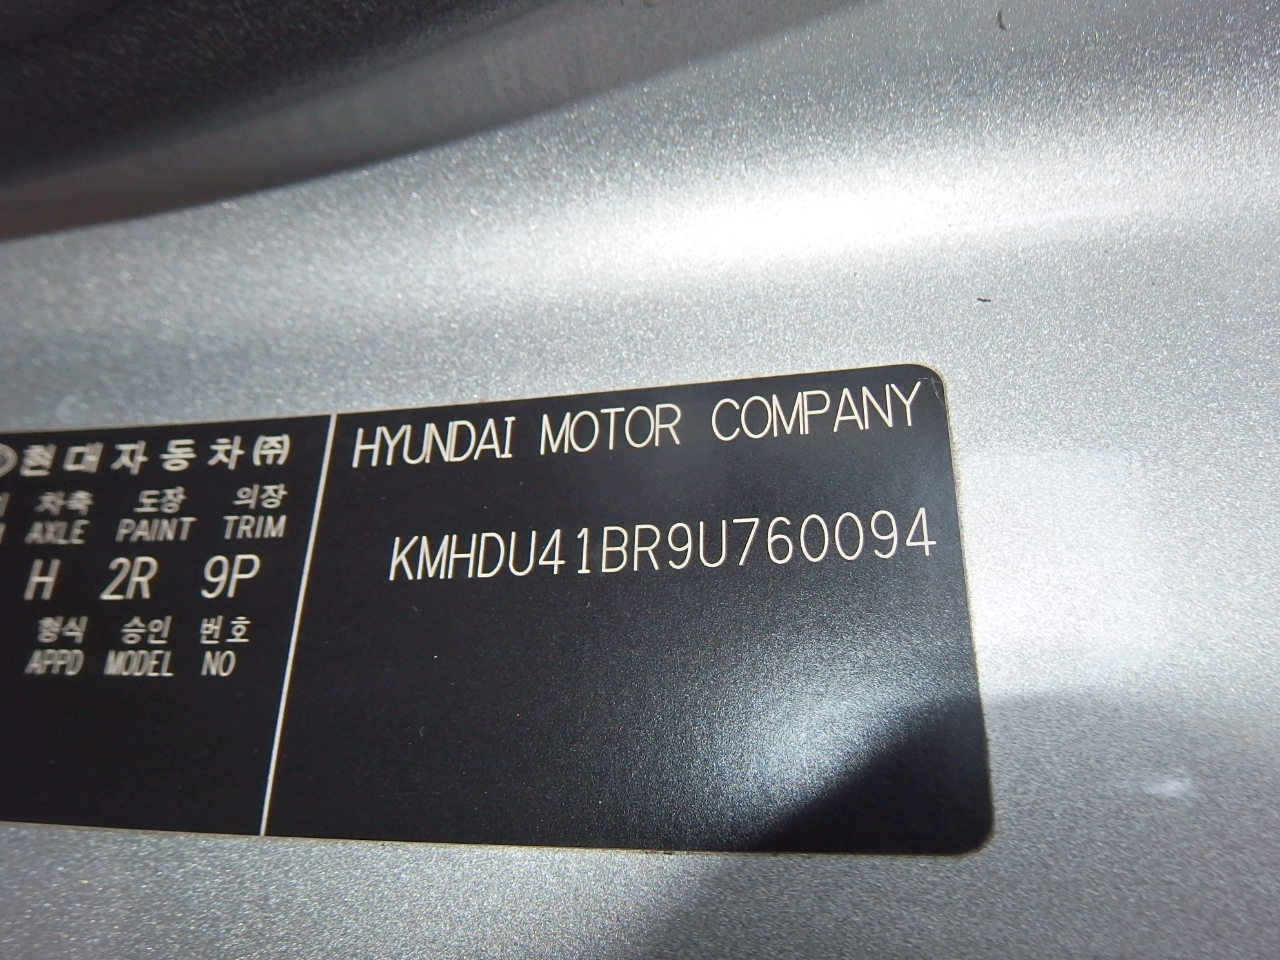 현대자동차㈜
차축 도장 의장
AXLE PAINT TRIM
H 2R 9P
형식 승인 번호
APPD MODEL NO
HYUNDAI MOTOR COMPANY
KMHDU41BR9U760094